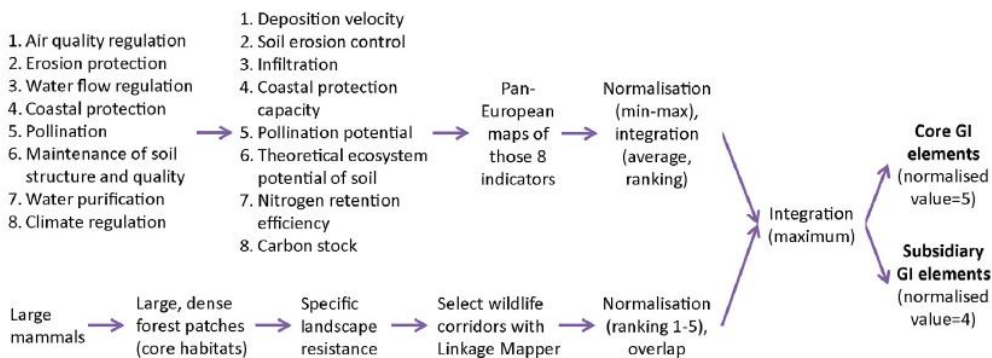 1. Air quality regulation
2. Erosion protection
3. Water flow regulation
4. Coastal protection
5. Pollination
6. Maintenance of soil
structure and quality
7. Water purification
8. Climate regulation
1. Deposition velocity
2. Soil erosion control
3. Infiltration
4. Coastal protection
capacity
5. Pollination potential
6. Theoretical ecosystem
potential of soil
7. Nitrogen retention
efficiency
8. Carbon stock
Pan-
European
maps of
those 8
indicators
Normalisation
(min-max),
integration
(average,
ranking)
Large
mammals
Large, dense
forest patches
(core habitats)
Specific
landscape
resistance
Select wildlife
corridors with
Linkage Mapper
Normalisation
(ranking 1-5),
overlap
Integration
(maximum)
Core GI
elements
(normalised
value=5)
Subsidiary
GI elements
(normalised
value=4)